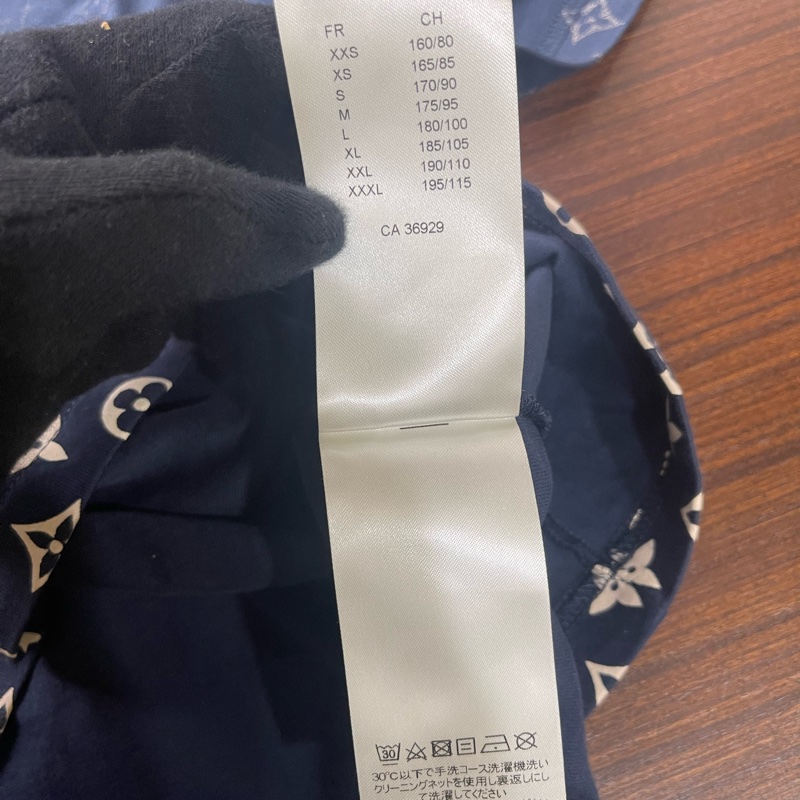 FR CH
XXS 160/80
XS 165/85
S 170/90
M 175/95
L 180/100
XL 185/105
XXL 190/110
XXXL 195/115
CA 36929
30
30℃以下で手洗コース洗濯機洗い
クリーニングネットを使用し裏返しにし
て洗濯してください